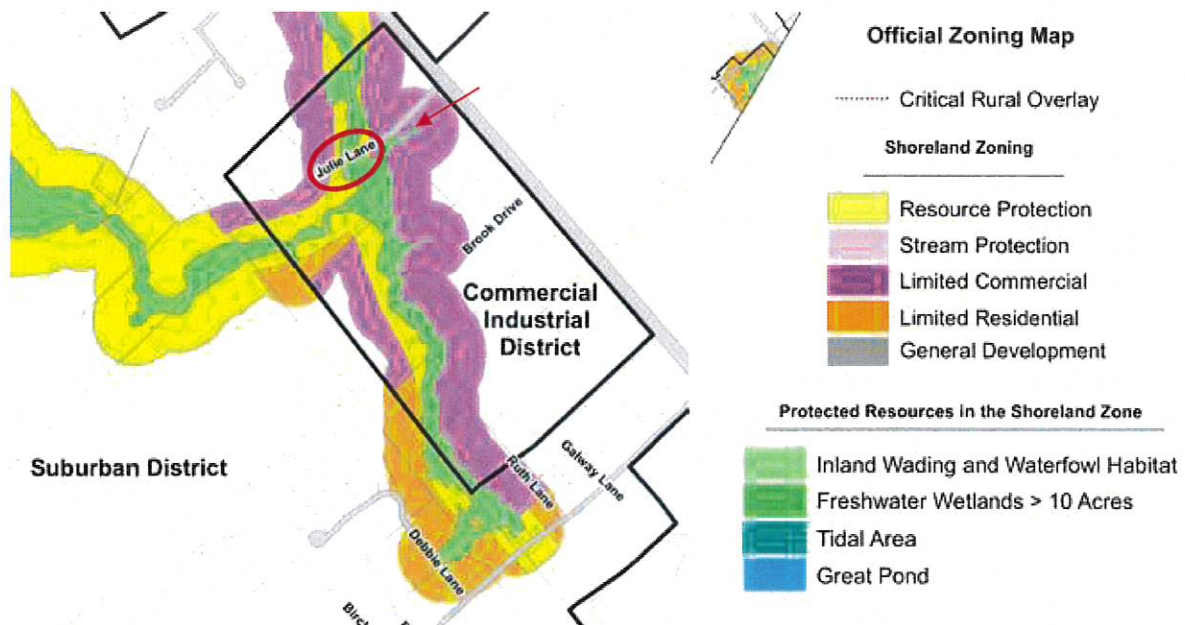 Julie Lane
Brook Drive
Commercial
Industrial
District
Suburban District
Ruth Lane
Galway Lane
Debbie Lane
Official Zoning Map
Critical Rural Overlay
Shoreland Zoning
Resource Protection
Stream Protection
Limited Commercial
Limited Residential
General Development
Protected Resources in the Shoreland Zone
Inland Wading and Waterfowl Habitat
Freshwater Wetlands > 10 Acres
Tidal Area
Great Pond